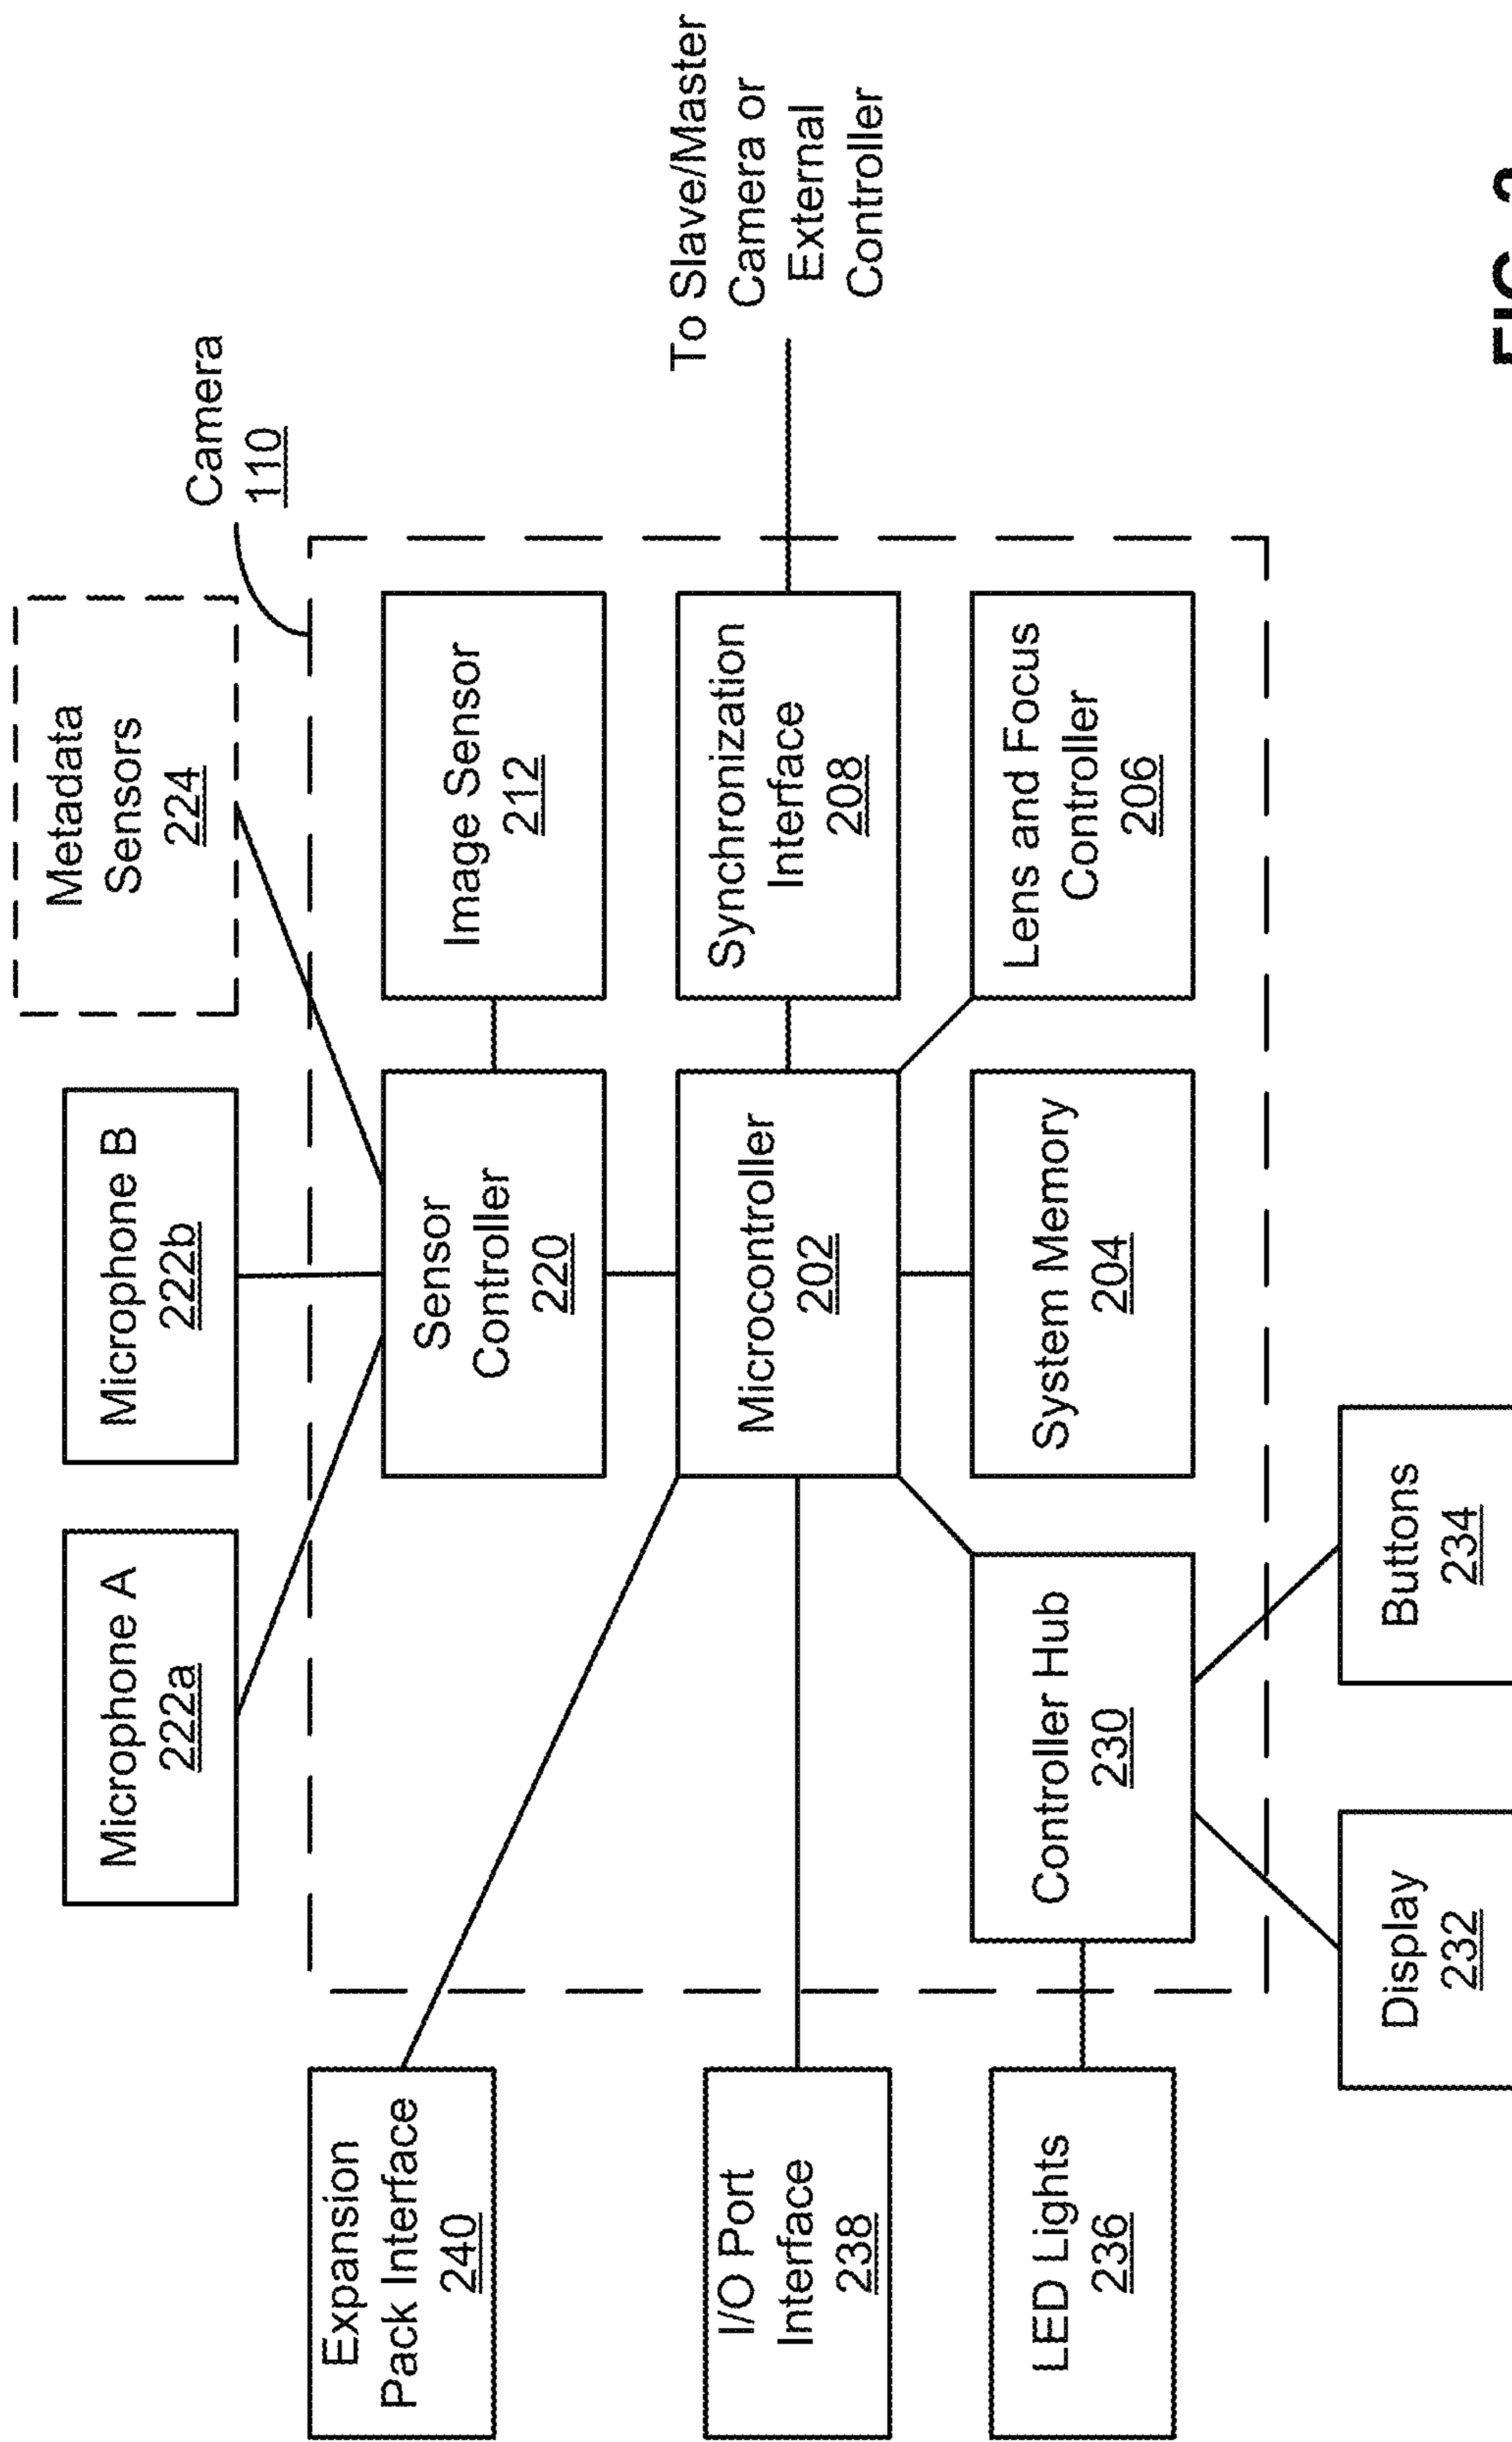 Microphone A
222a
Microphone B
222b
Metadata
Sensors
224
Camera
110
Expansion
Pack Interface
240
Sensor
Controller
220
Image Sensor
212
I/O Port
Interface
238
Microcontroller
202
Synchronization
Interface
208
To Slave/Master
Camera or
External
Controller
LED Lights
236
Controller Hub
230
System Memory
204
Lens and Focus
Controller
206
Display
232
Buttons
234
FIG.